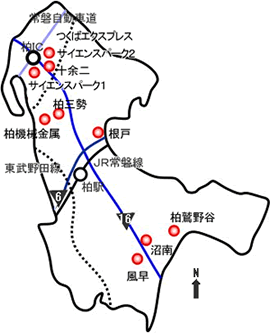 常磐自動車道
つくばエクスプレス
柏IC
サイエンスパーク2
十余二
サイエンスパーク1
柏三勢
柏機械金属
根戸
東武野田線
JR常磐線
6
柏駅
16
柏鷲野谷
沼南
風早
N